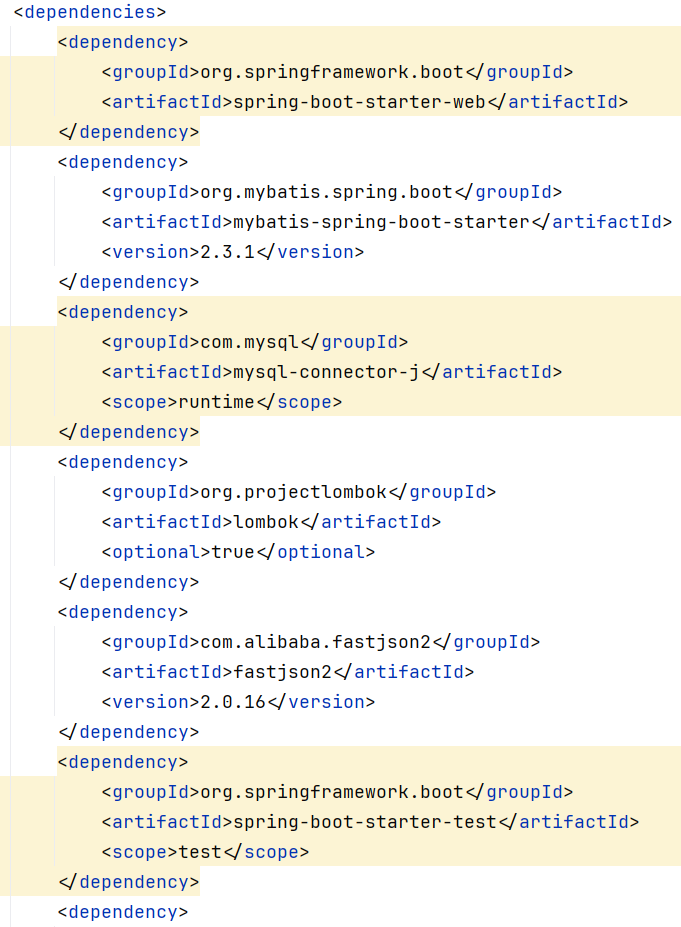 <dependencies>
<dependency>
<groupId>org.springframework.boot</groupId>
<artifactId>spring-boot-starter-web</artifactId>
</dependency>
<dependency>
<groupId>org.mybatis.spring.boot</groupId>
<artifactId>mybatis-spring-boot-starter</artifactId>
<version>2.3.1</version>
</dependency>
<dependency>
<groupId>com.mysql</groupId>
<artifactId>mysql-connector-j</artifactId>
<scope>runtime</scope>
</dependency>
<dependency>
<groupId>org.projectlombok</groupId>
<artifactId>lombok</artifactId>
<optional>true</optional>
</dependency>
<dependency>
<groupId>com.alibaba.fastjson2</groupId>
<artifactId>fastjson2</artifactId>
<version>2.0.16</version>
</dependency>
<dependency>
<groupId>org.springframework.boot</groupId>
<artifactId>spring-boot-starter-test</artifactId>
<scope>test</scope>
</dependency>
<dependency>